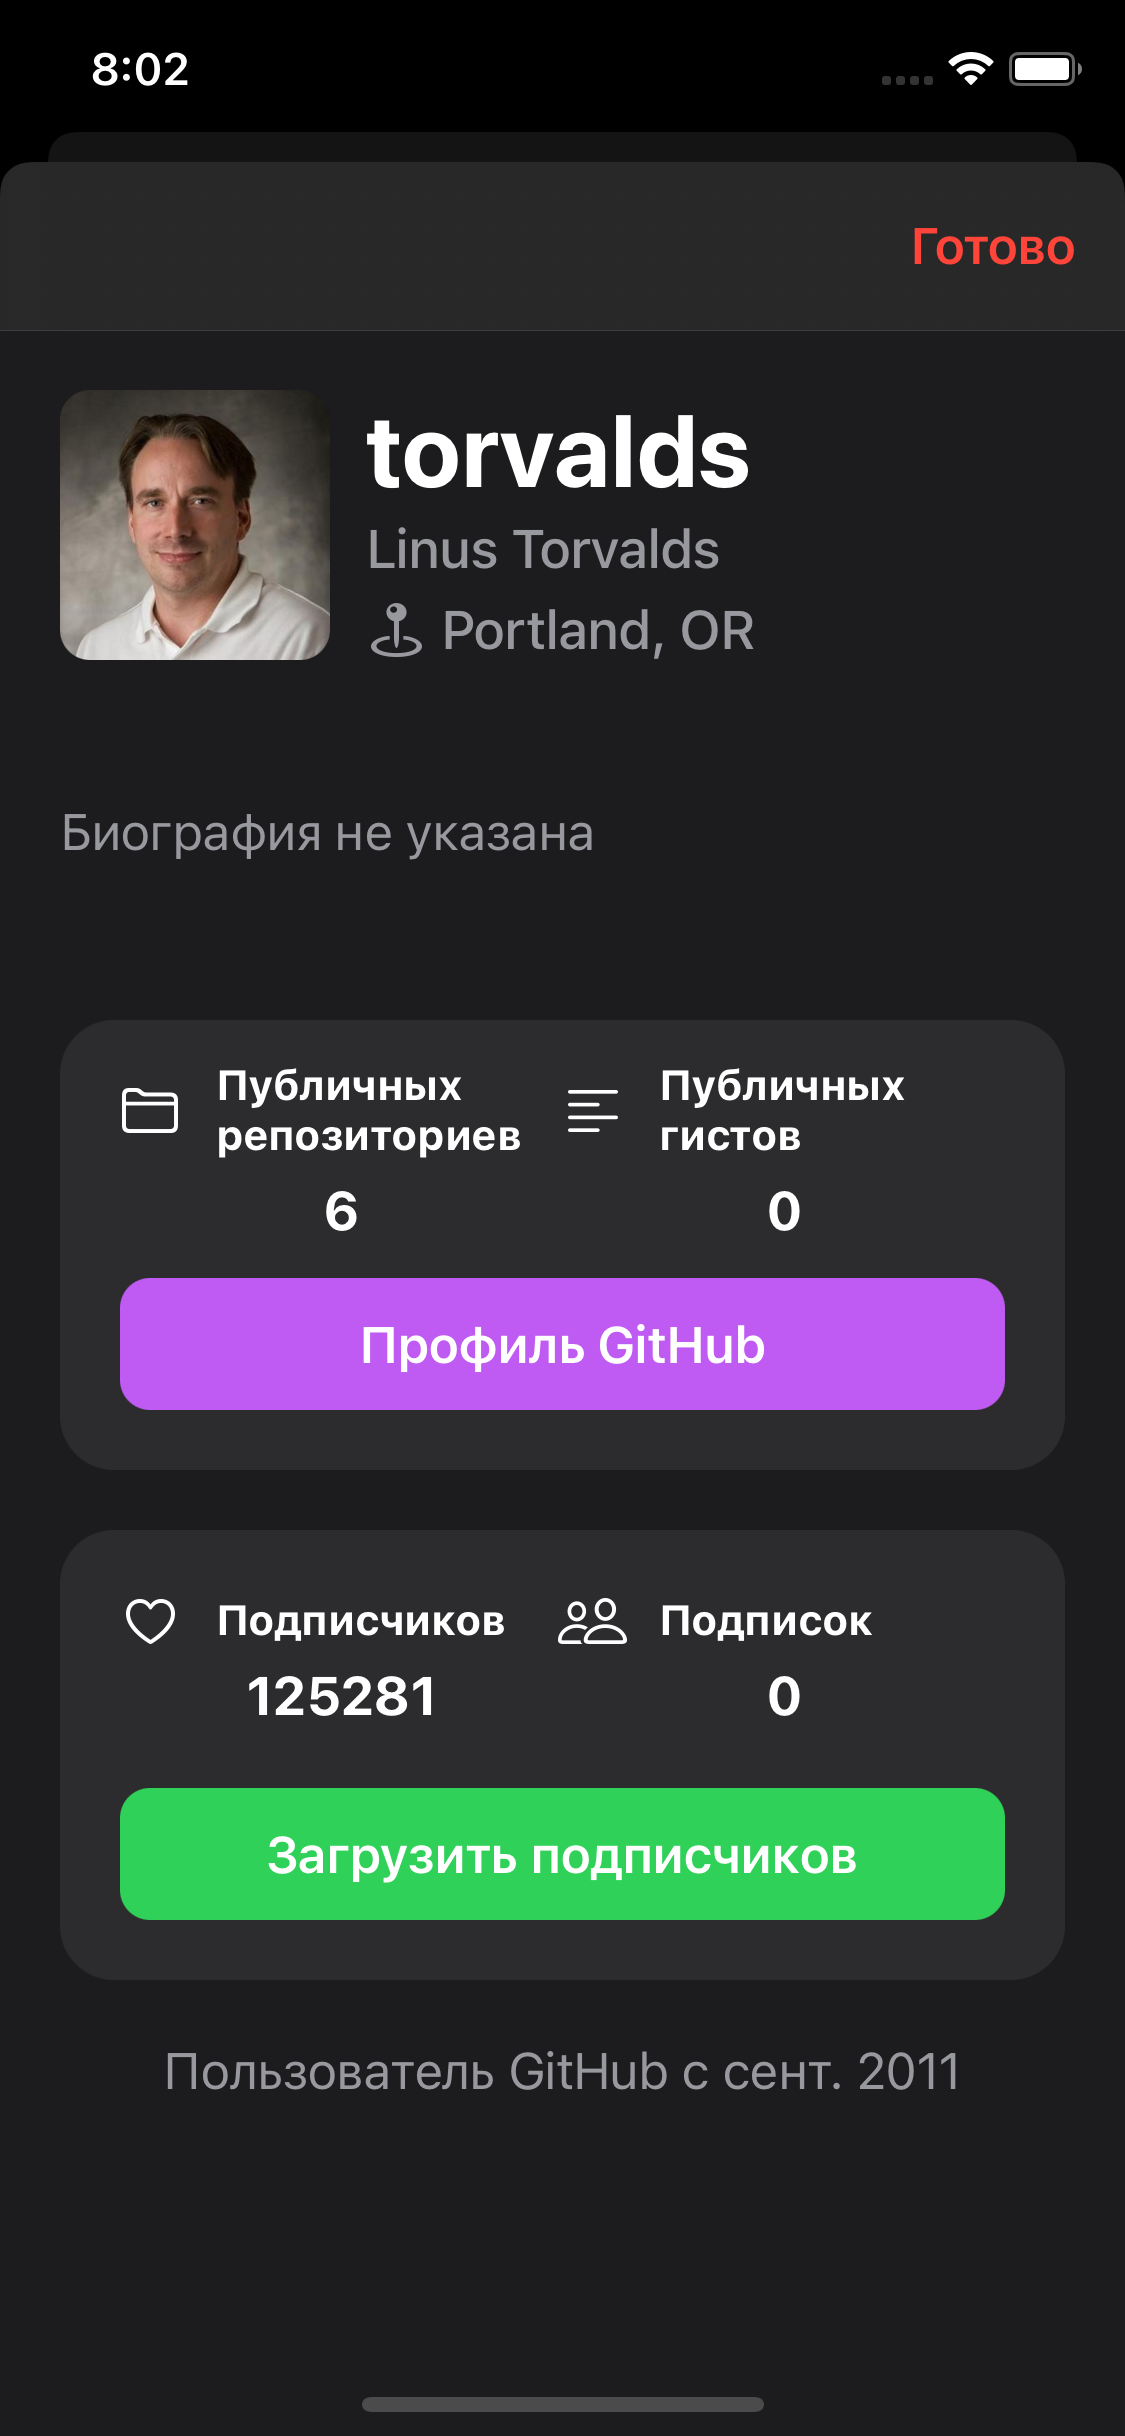 8:02
Готово
torvalds
Linus Torvalds
Portland, OR
Биография не указана
Публичных
репозиториев
6
Публичных
гистов
0
Профиль GitHub
Подписчиков
125281
Подписок
0
Загрузить подписчиков
Пользователь GitHub с сент. 2011